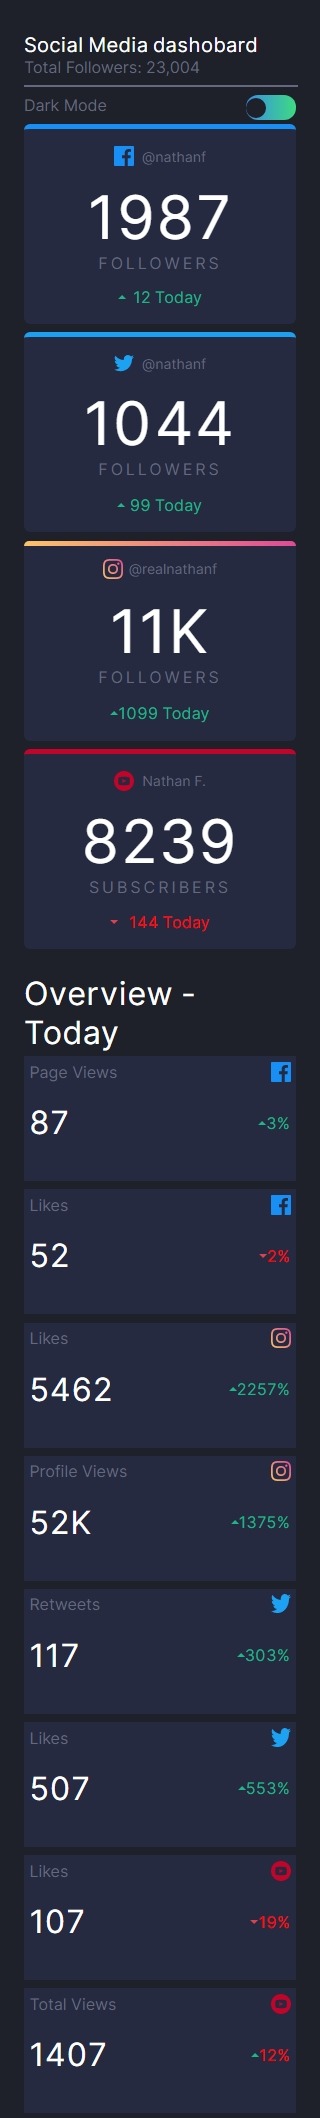 Social Media dashobard
Total Followers: 23,004
Dark Mode
@nathanf
1987
FOLLOWERS
12 Today
@nathanf
1044
FOLLOWERS
99 Today
@realnathanf
11K
FOLLOWERS
1099 Today
Nathan F.
8239
SUBSCRIBERS
144 Today
Overview -
Today
Page Views
87
3%
Likes
52
2%
Likes
5462
2257%
Profile Views
52K
1375%
Retweets
117
303%
Likes
507
553%
Likes
107
19%
Total Views
1407
12%